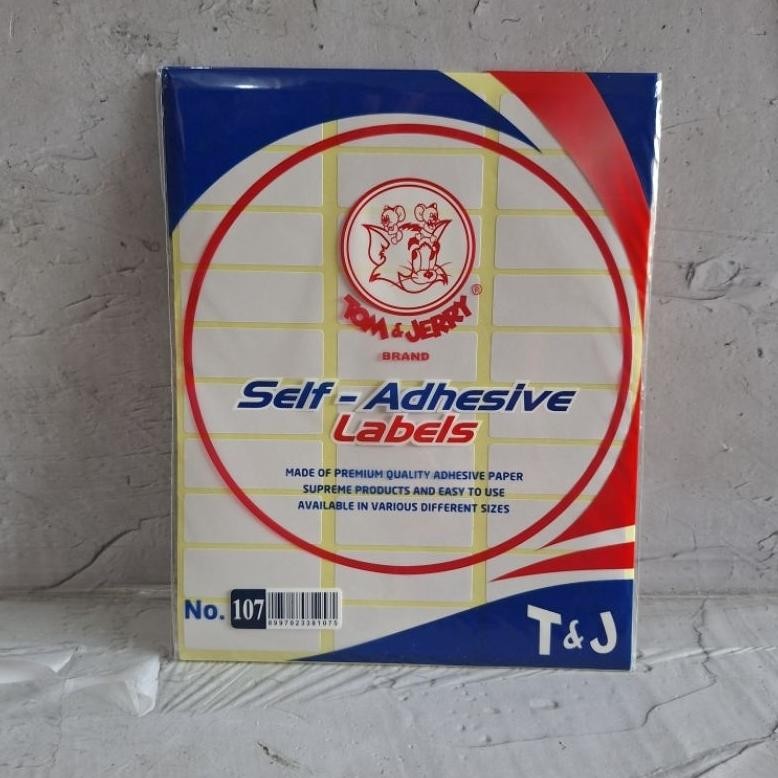 TOM & JERRY ®
BRAND
Self - Adhesive
Labels
MADE OF PREMIUM QUALITY ADHESIVE PAPER
SUPREME PRODUCTS AND EASY TO USE
AVAILABLE IN VARIOUS DIFFERENT SIZES
No. 107
8997023381075
T & J